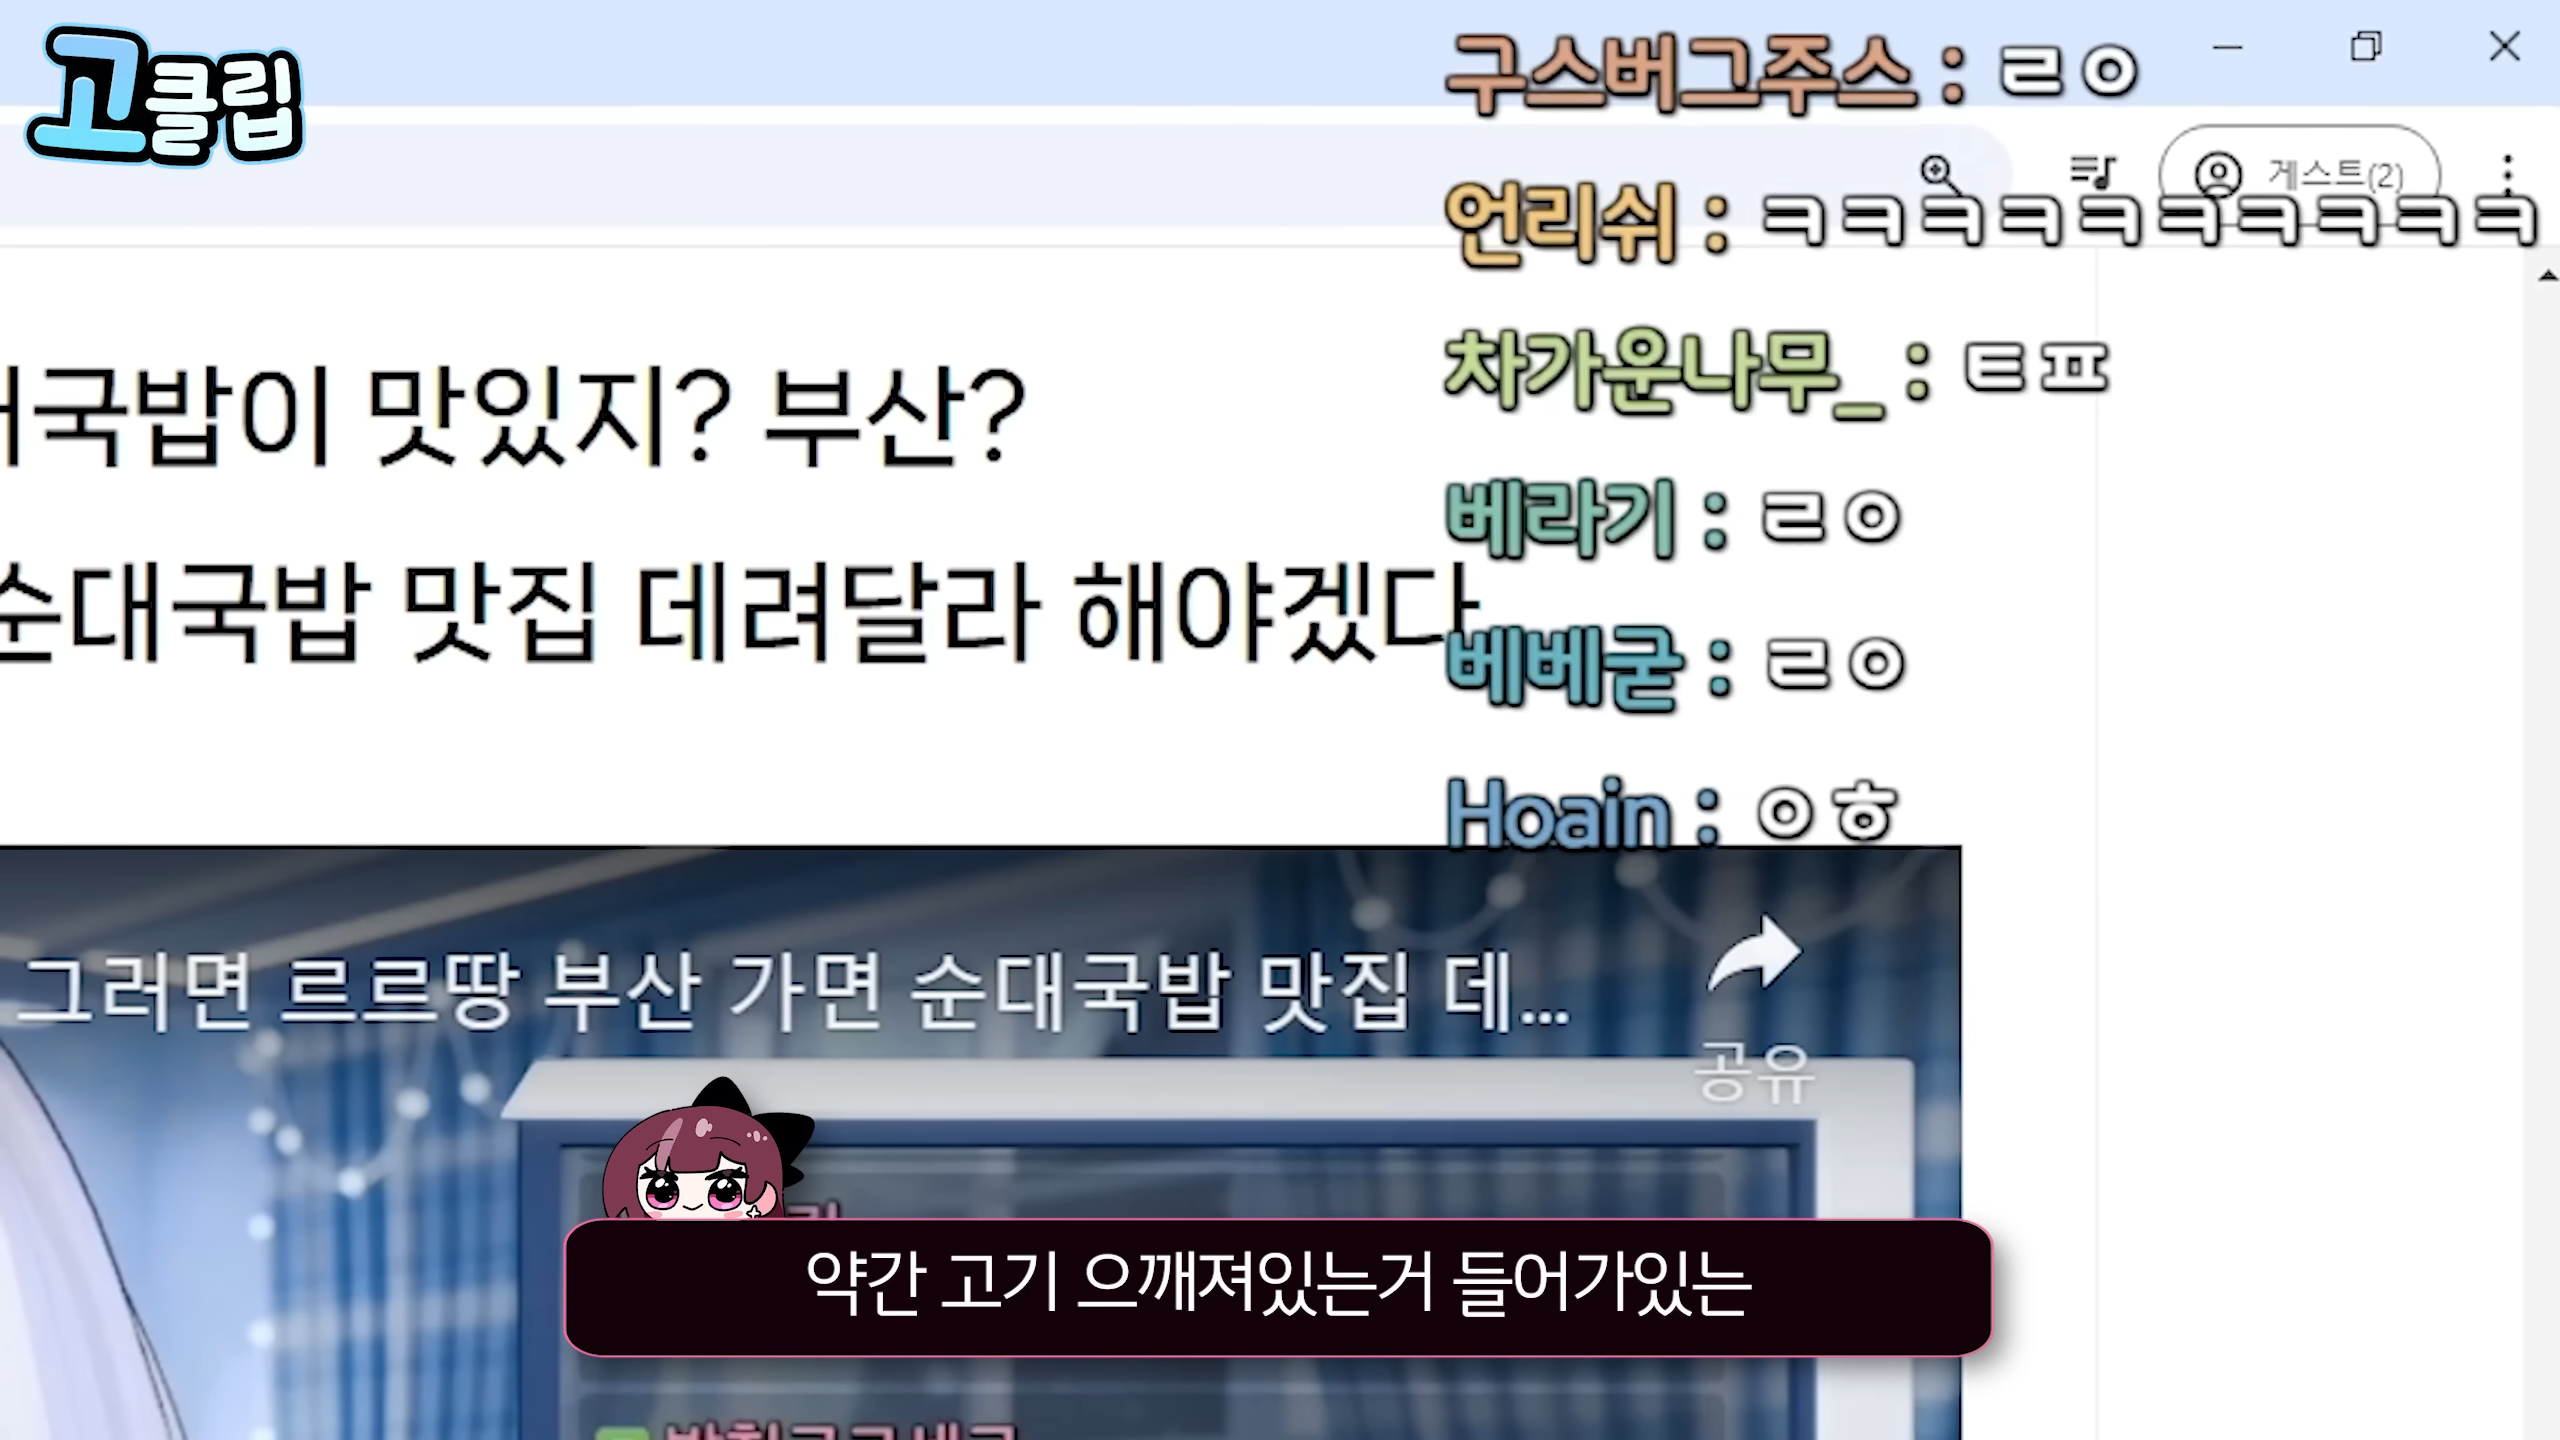 고클립
구스버그주스 : ㄹㅇ
게스트(2)
언리쉬 : ㅋㅋㅋㅋㅋㅋㅋㅋㅋㅋ
차가운나무_ : ㅌㅍ
국밥이 맛있지? 부산?
베라기 : ㄹㅇ
순대국밥 맛집 데려달라 해야겠다
베베굳 : ㄹㅇ
Hoain : ㅇㅎ
그러면 르르땅 부산 가면 순대국밥 맛집 데...
공유
약간 고기 으깨져있는거 들어가있는